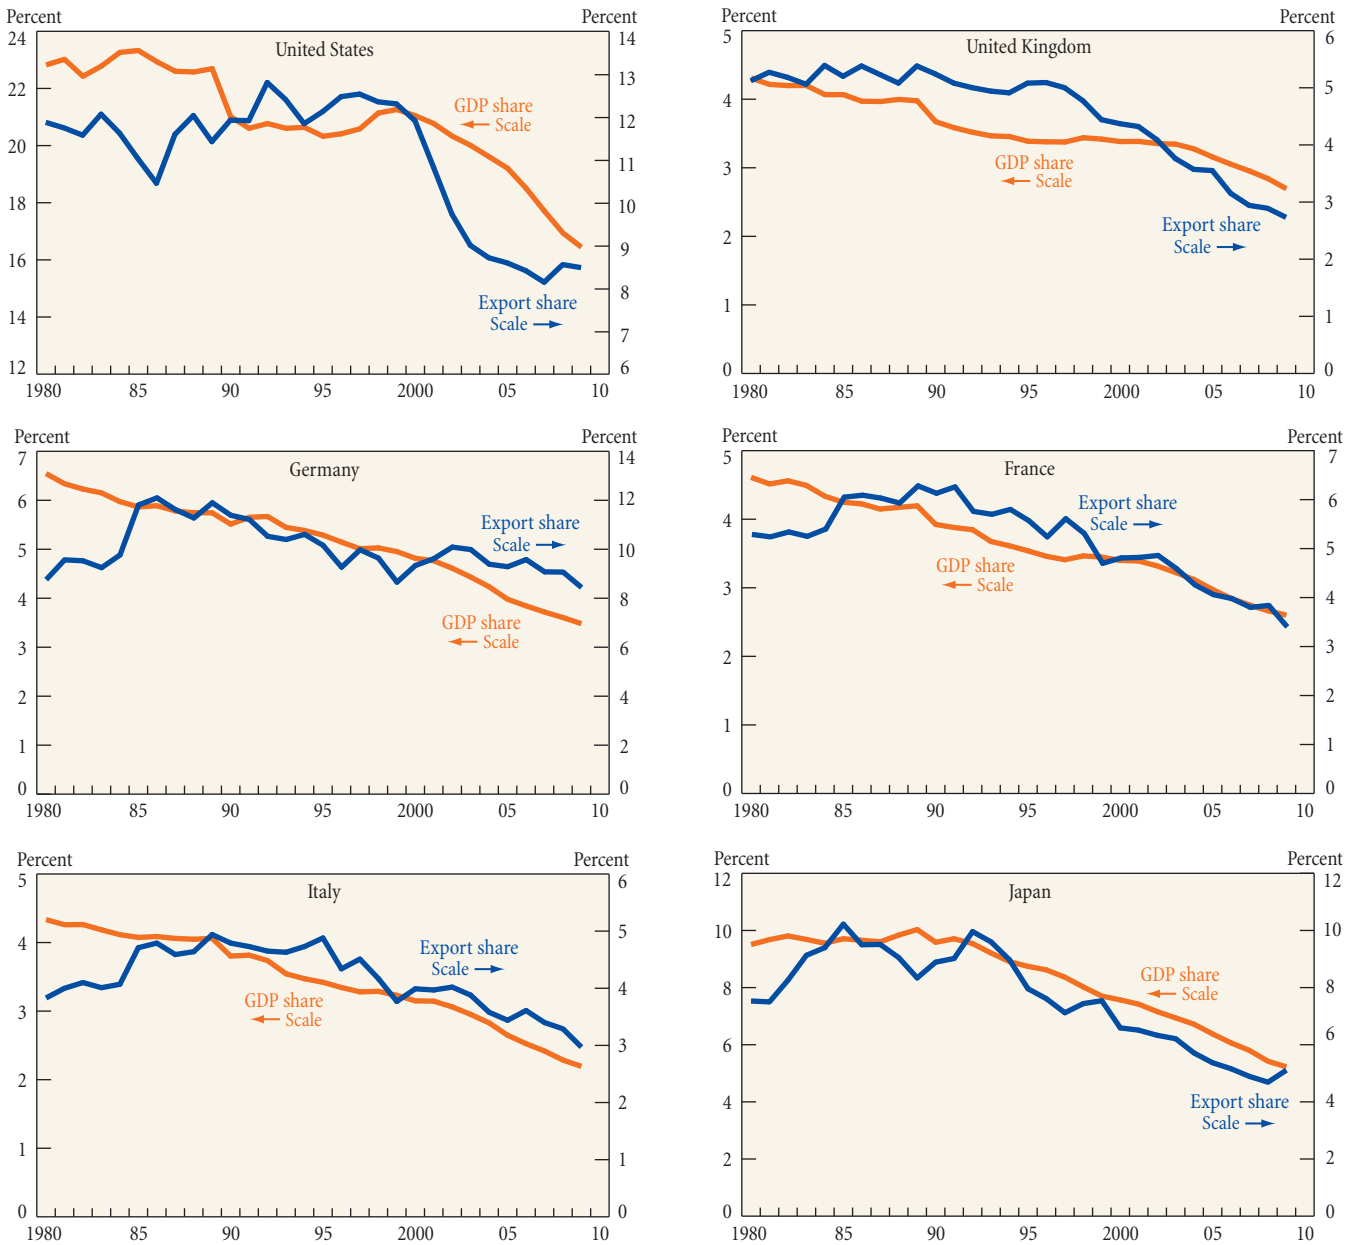 Percent Percent
United States
24 14
22 13
20 12
18 11
16 10
14 9
12 8
7
6
GDP share
Scale
Export share
Scale
1980 85 90 95 2000 05 10
Percent Percent
United Kingdom
5 6
4 5
3 4
2 3
1 2
0 1
0
GDP share
Scale
Export share
Scale
1980 85 90 95 2000 05 10
Percent Percent
Germany
7 14
6 12
5 10
4 8
3 6
2 4
1 2
0 0
Export share
Scale
GDP share
Scale
1980 85 90 95 2000 05 10
Percent Percent
France
5 7
4 6
3 5
2 4
1 3
0 2
1
0
Export share
Scale
GDP share
Scale
1980 85 90 95 2000 05 10
Percent Percent
Italy
5 6
4 5
3 4
2 3
1 2
0 1
0
Export share
Scale
GDP share
Scale
1980 85 90 95 2000 05 10
Percent Percent
Japan
12 12
10 10
8 8
6 6
4 4
2 2
0 0
GDP share
Scale
Export share
Scale
1980 85 90 95 2000 05 10